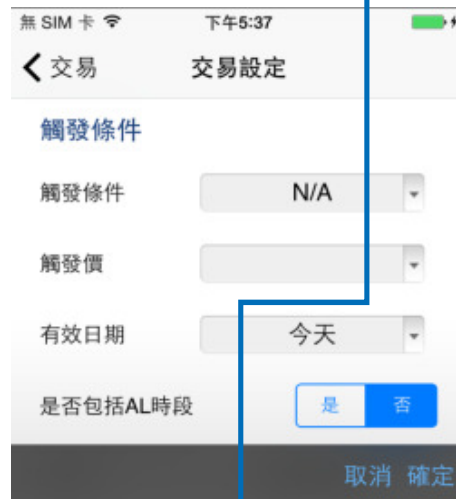 無 SIM 卡 下午5:37
交易 交易設定
觸發條件
觸發條件 N/A
觸發價
有效日期 今天
是否包括AL時段 是 否
取消 確定